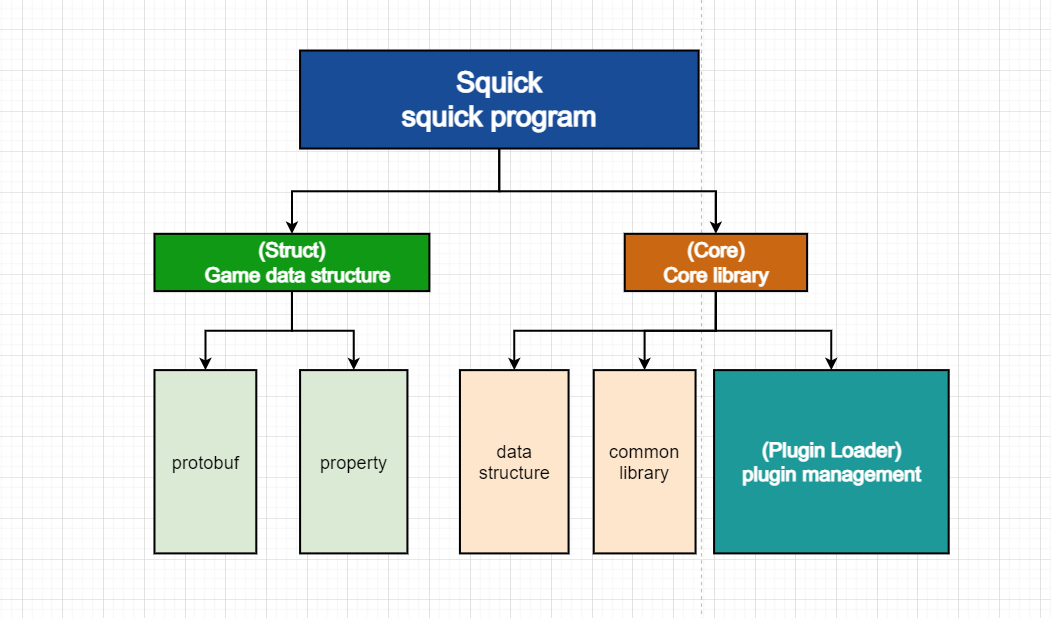 Squick
squick program
(Struct)
Game data structure
(Core)
Core library
protobuf
property
data
structure
common
library
(Plugin Loader)
plugin management